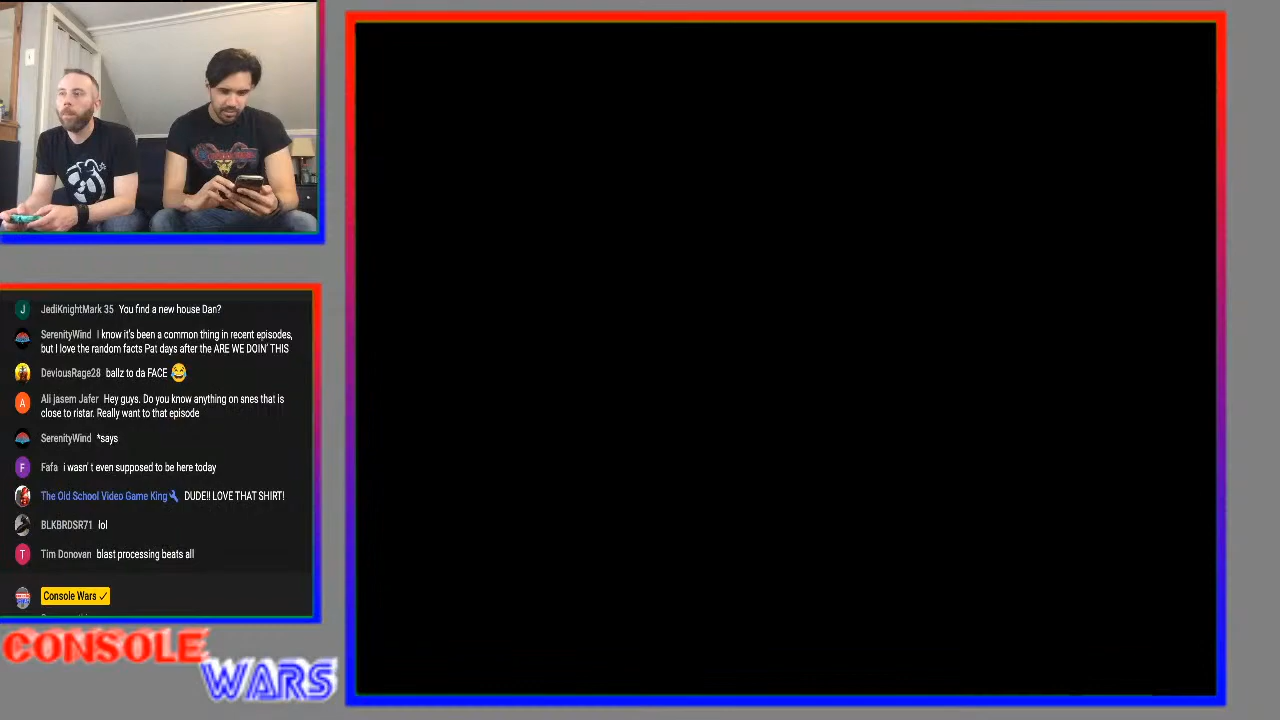 JediKnightMark 35 You find a new house Dan?
SerenityWind I know it's been a common thing in recent episodes,
but I love the random facts Pat days after the ARE WE DOIN' THIS
DeviousRage28 ballz to da FACE 😂
A Ali jasem Jafer Hey guys. Do you know anything on snes that is
close to ristar. Really want to that episode
SerenityWind *says
F Fafa i wasn' t even supposed to be here today
The Old School Video Game King DUDE!! LOVE THAT SHIRT!
BLKBRDSR71 lol
T Tim Donovan blast processing beats all
Console Wars ✓
CONSOLE
WARS